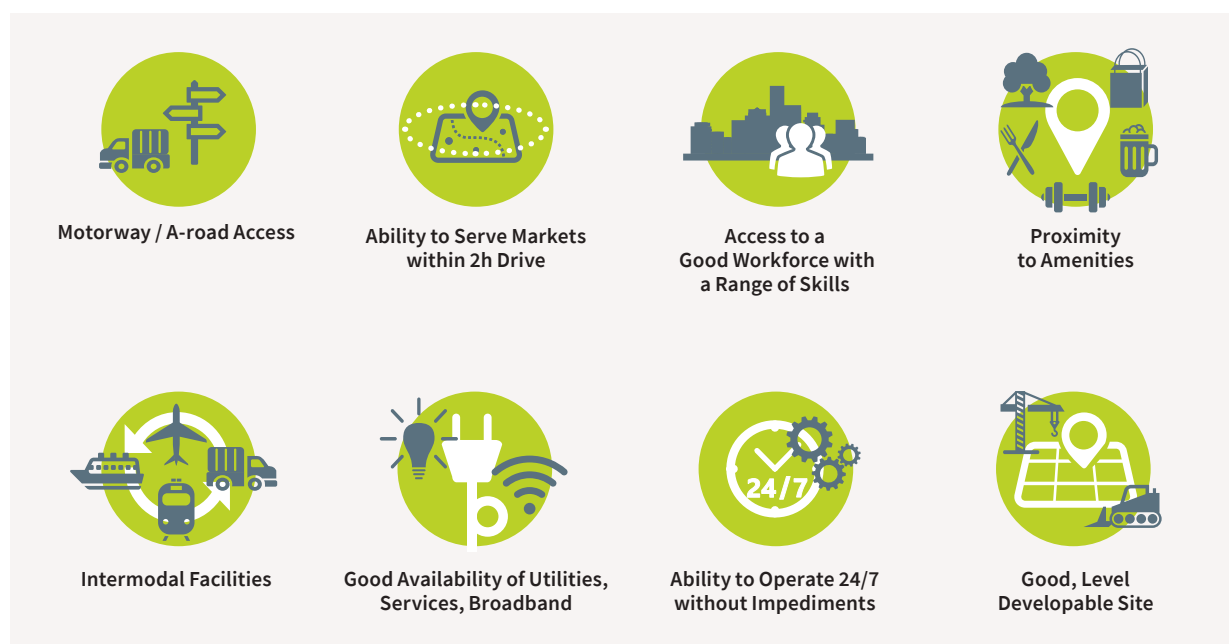 Motorway / A-road Access
Ability to Serve Markets
within 2h Drive
Access to a
Good Workforce with
a Range of Skills
Proximity
to Amenities
Intermodal Facilities
Good Availability of Utilities,
Services, Broadband
24/7
Ability to Operate 24/7
without Impediments
Good, Level
Developable Site